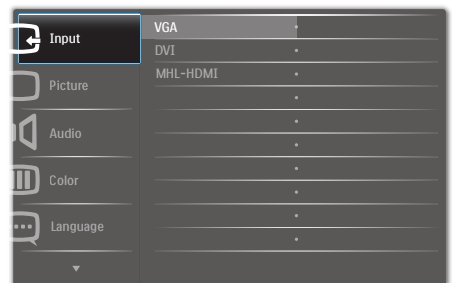 Input
Picture
Audio
Color
Language
VGA
DVI
MHL-HDMI